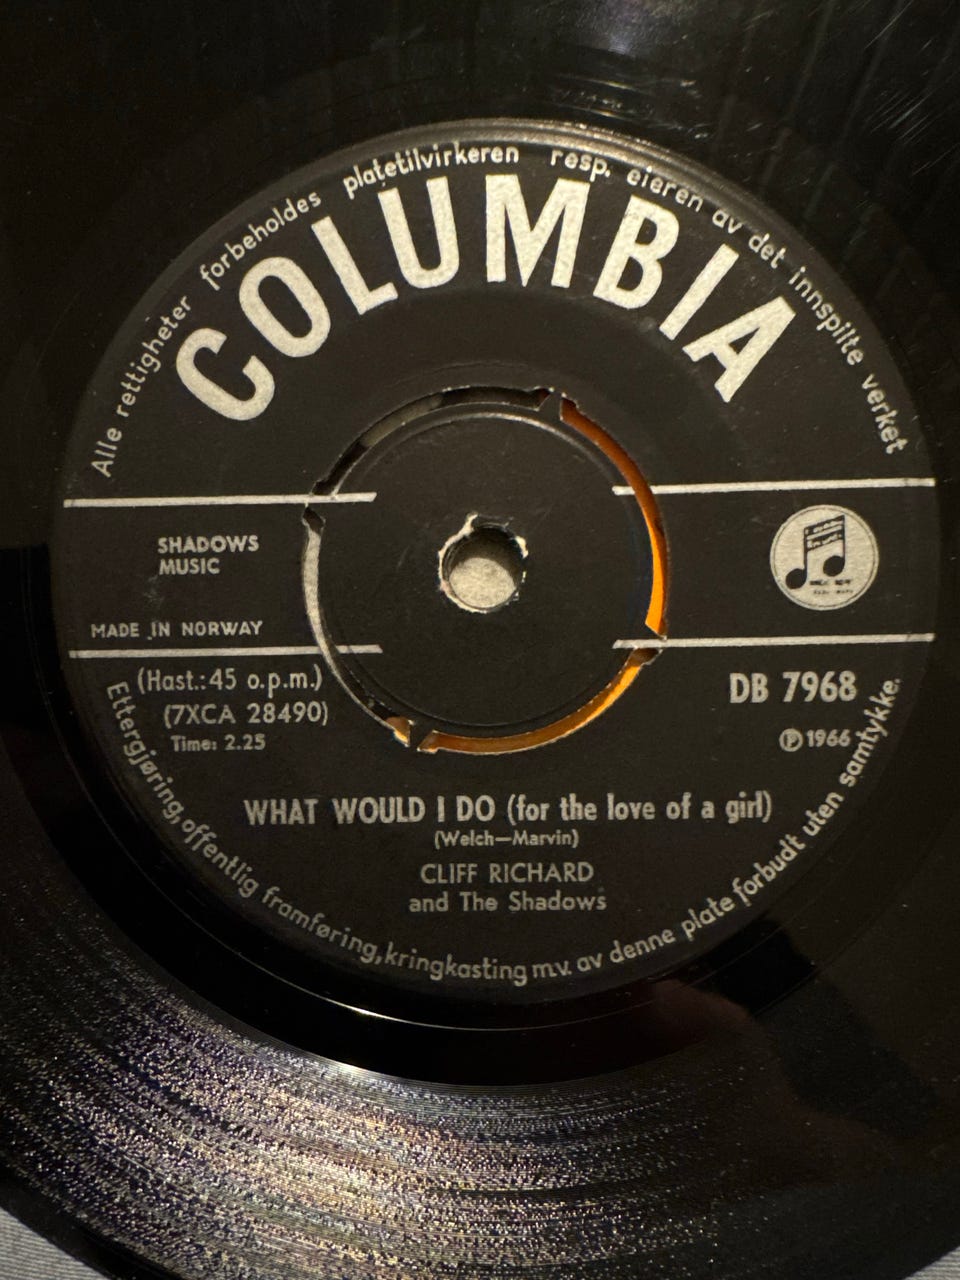 Alle rettigheter forbeholdes platetilvirkeren resp. eieren av det innspilte verket
COLUMBIA
SHADOWS
MUSIC
MADE IN NORWAY
(Hast.: 45 o.p.m.)
(7XCA 28490)
Time: 2.25
DB 7968
Ⓟ 1966
WHAT WOULD I DO (for the love of a girl)
(Welch—Marvin)
CLIFF RICHARD
and The Shadows
Ettergjøring, offentlig framføring, kringkasting m.v. av denne plate forbudt uten samtykke.